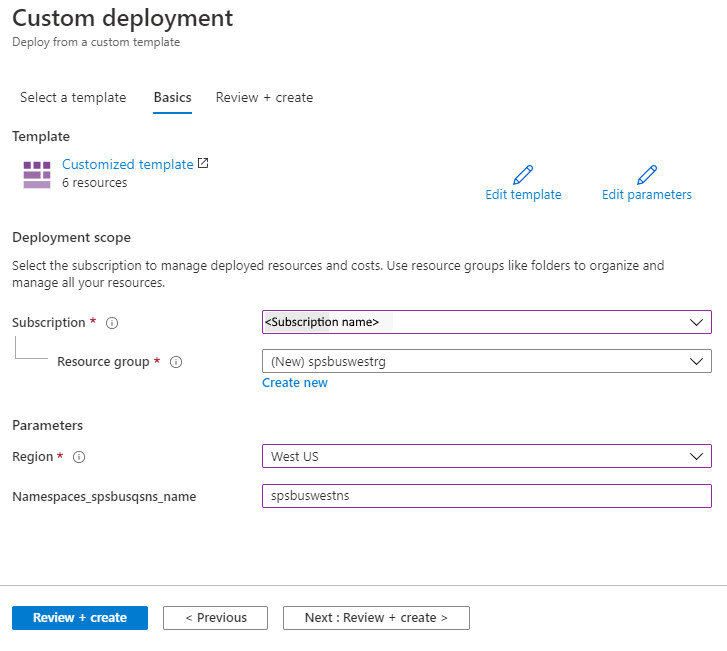 Custom deployment
Deploy from a custom template
Select a template Basics Review + create
Template
Customized template
6 resources
Edit template Edit parameters
Deployment scope
Select the subscription to manage deployed resources and costs. Use resource groups like folders to organize and
manage all your resources.
Subscription * <Subscription name>
Resource group * (New) spsbuswestrg
Create new
Parameters
Region * West US
Namespaces_spsbusqsns_name spsbuswestns
Review + create < Previous Next : Review + create >